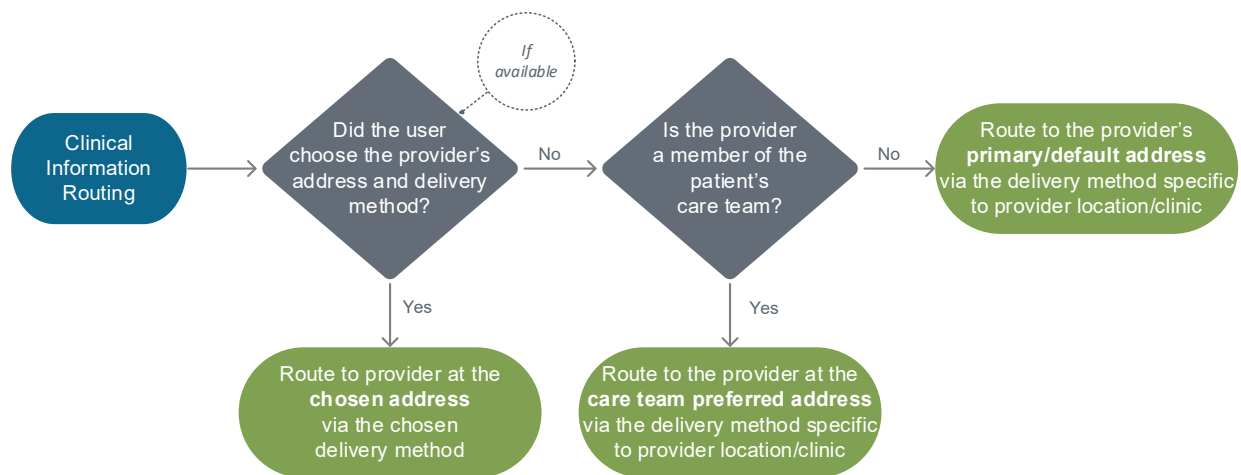 If
available
Clinical
Information
Routing
Did the user
choose the provider's
address and delivery
method?
No
Is the provider
a member of the
patient's
care team?
No
Route to the provider's
primary/default address
via the delivery method specific
to provider location/clinic
Yes
Yes
Route to provider at the
chosen address
via the chosen
delivery method
Route to the provider at the
care team preferred address
via the delivery method specific
to provider location/clinic